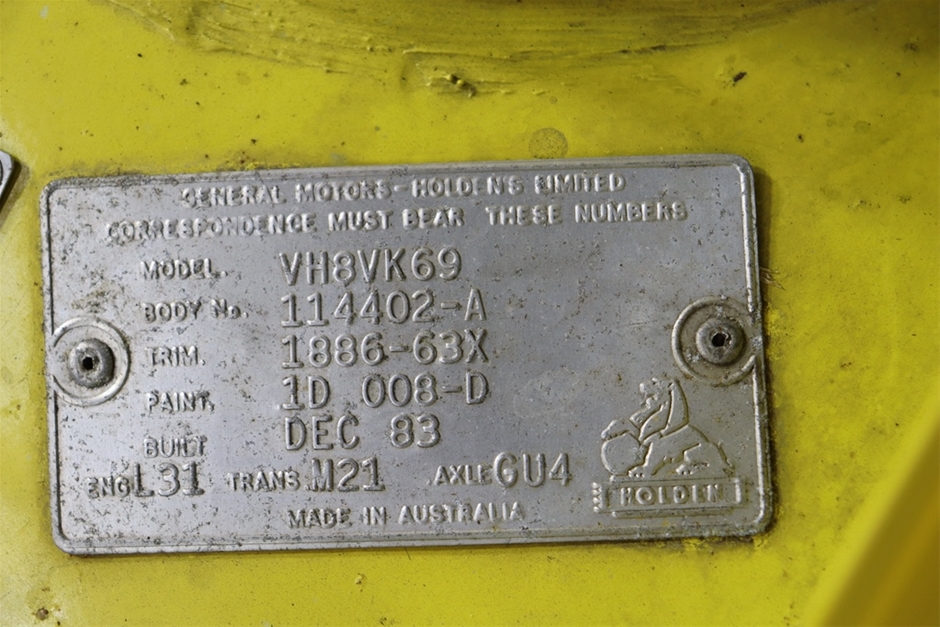 GENERAL MOTORS-HOLDEN'S LIMITED
CORRESPONDENCE MUST BEAR THESE NUMBERS
MODEL. VH8VK69
BODY No. 114402-A
TRIM. 1886-63X
PAINT. 1D 008-D
BUILT DEC 83
ENG L31 TRANS M21 AXLE GU4
HOLDEN
MADE IN AUSTRALIA